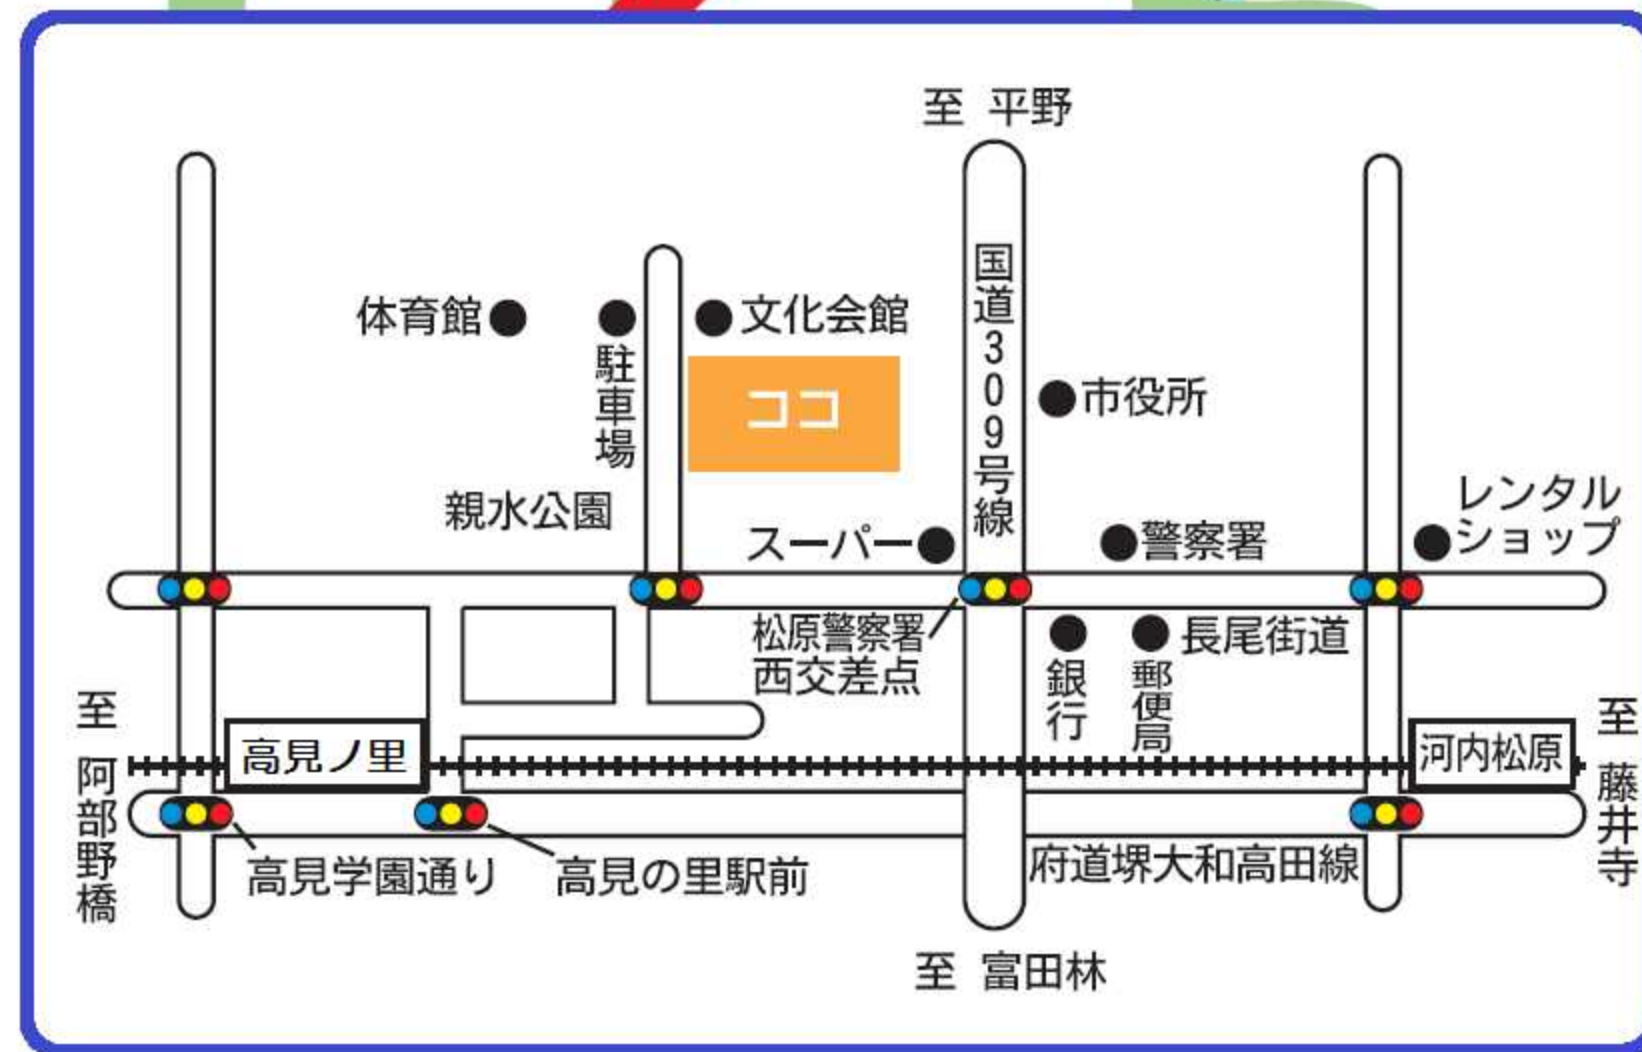 至 平野
国道309号線
体育館
文化会館
駐車場
ココ
市役所
親水公園
スーパー
警察署
レンタル
ショップ
松原警察署
西交差点
銀行
郵便局
長尾街道
至 阿部野橋
高見ノ里
河内松原
至 藤井寺
高見学園通り
高見の里駅前
府道堺大和高田線
至 富田林